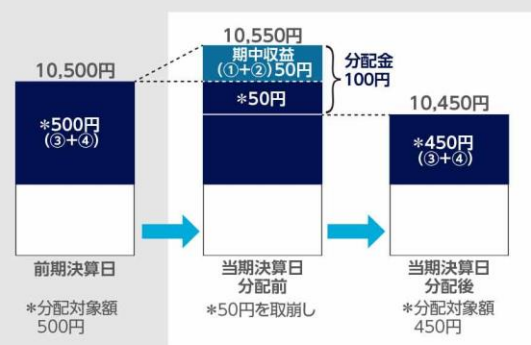 10,550円
期中収益
(①+②)50円
*50円
分配金
100円
10,500円
*500円
(③+④)
10,450円
*450円
(③+④)
前期決算日
当期決算日
分配前
当期決算日
分配後
*分配対象額
500円
*50円を取崩し
*分配対象額
450円